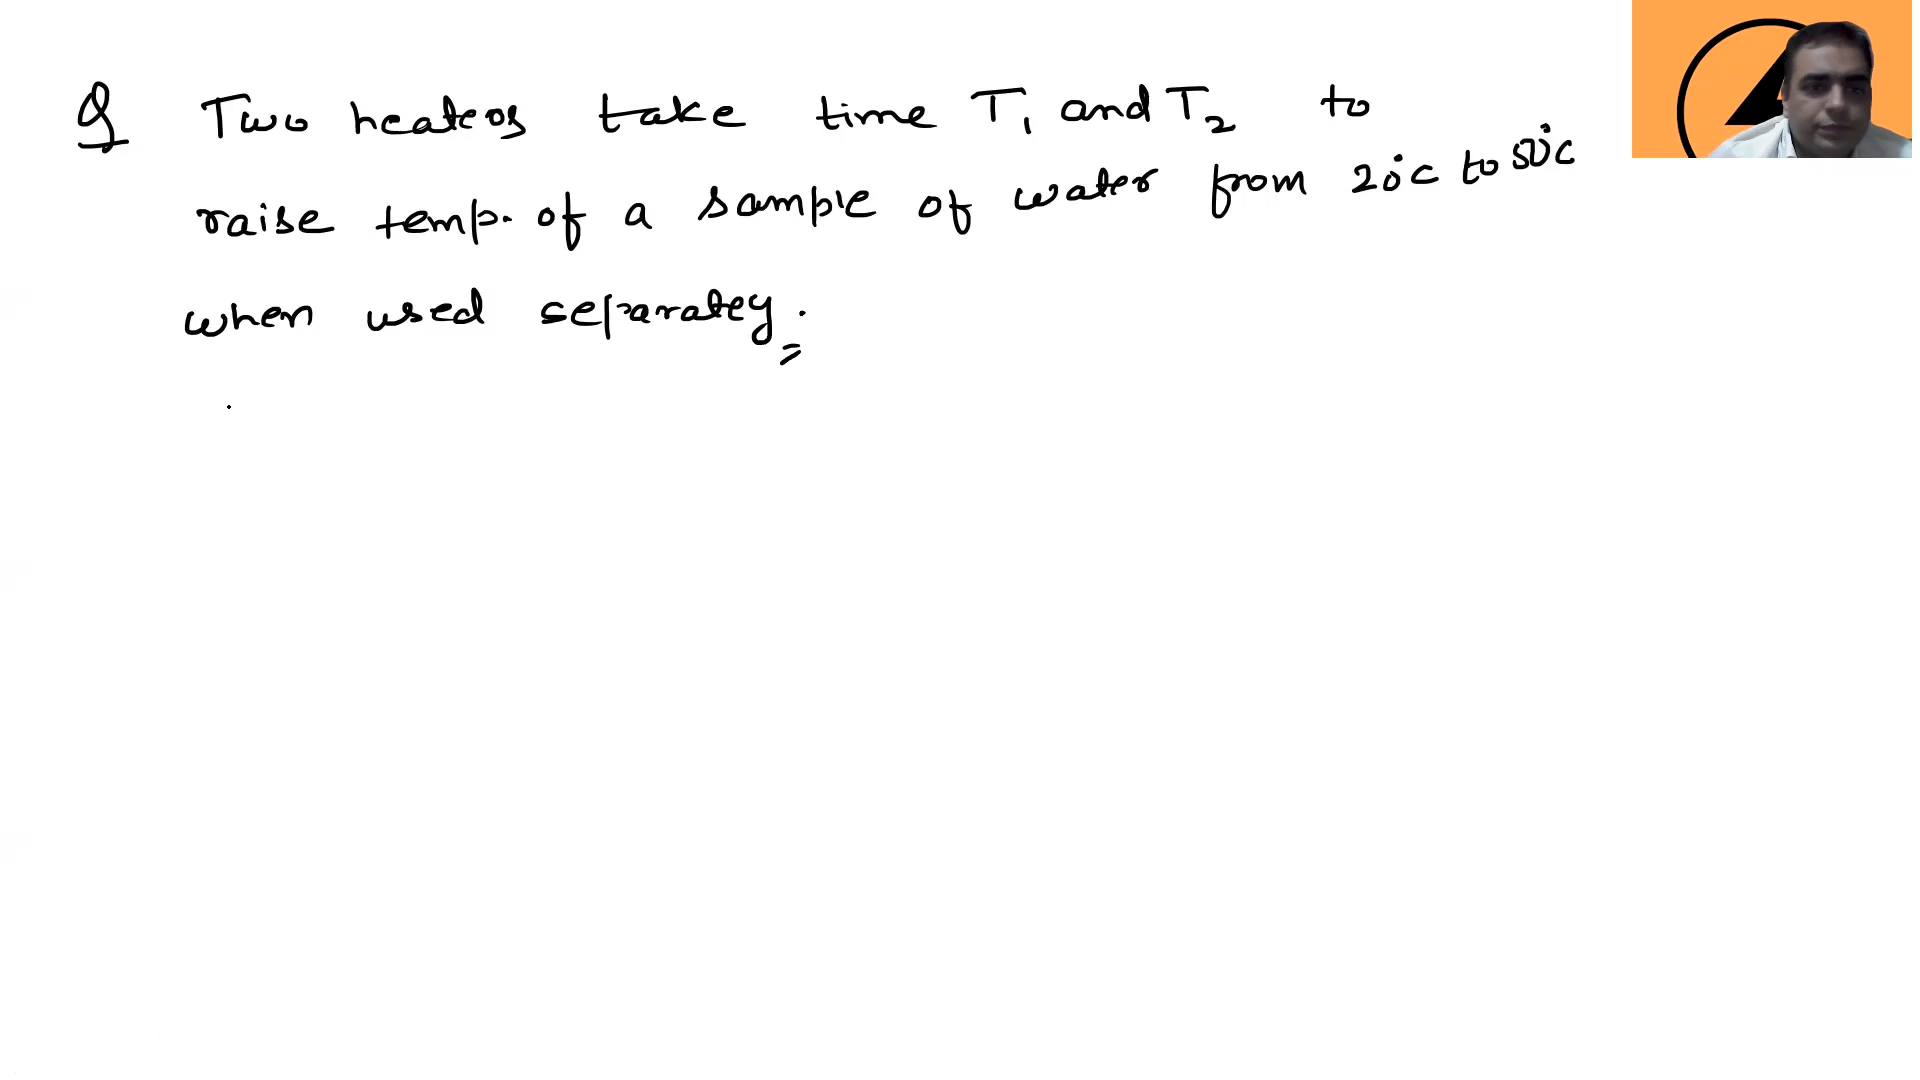 Q Two heaters take time T₁ and T₂ to
raise temp. of a sample of water from 20°C to 50°C
when used separatey.